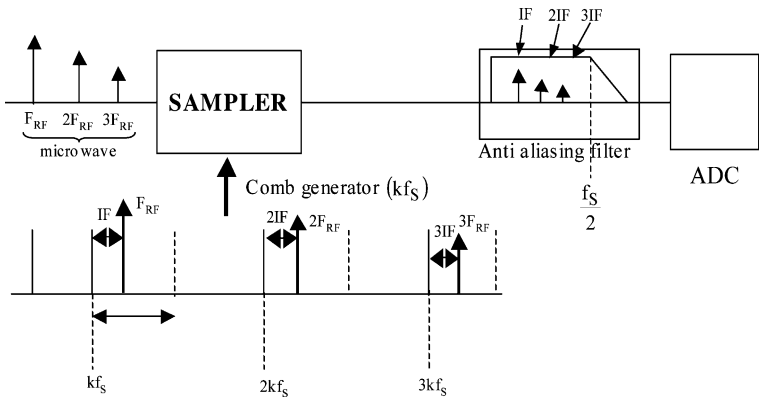 IF 2IF 3IF
SAMPLER
F_RF 2F_RF 3F_RF
microwave
Anti aliasing filter
ADC
f_S
2
Comb generator (kf_S)
IF F_RF
2IF 2F_RF
3IF 3F_RF
kf_S 2kf_S 3kf_S